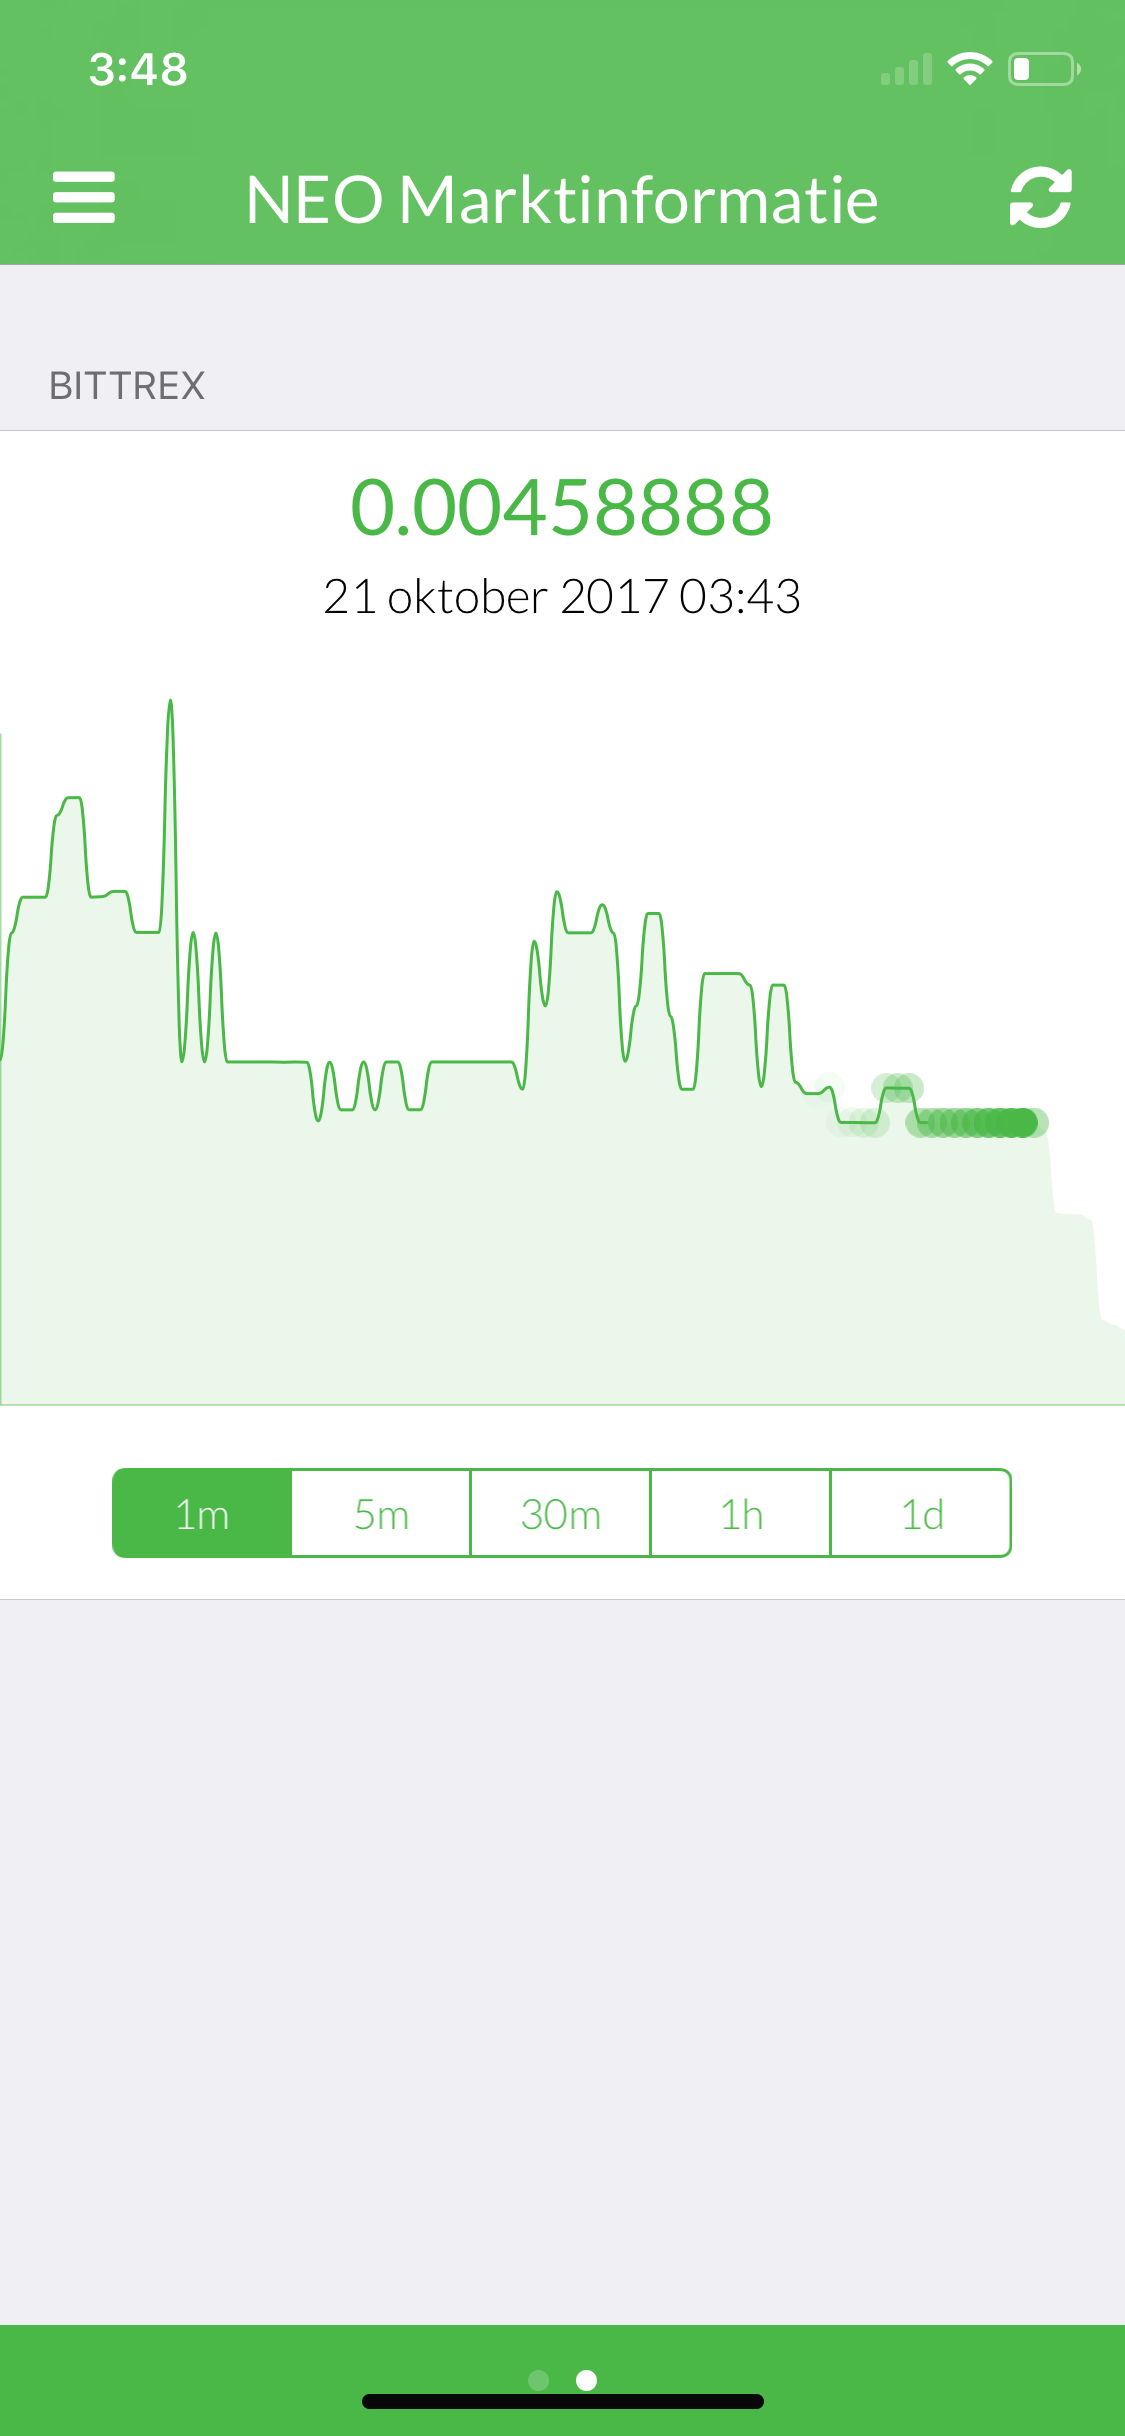 3:48
NEO Marktinformatie
BITTREX
0.00458888
21 oktober 2017 03:43
1m 5m 30m 1h 1d